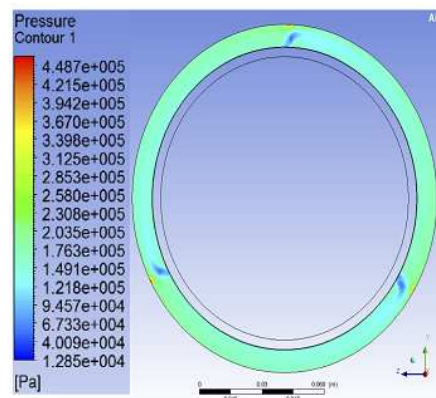 Pressure
Contour 1
4.487e+005
4.215e+005
3.942e+005
3.670e+005
3.398e+005
3.125e+005
2.853e+005
2.580e+005
2.308e+005
2.035e+005
1.763e+005
1.491e+005
1.218e+005
9.457e+004
6.733e+004
4.009e+004
1.285e+004
[Pa]
0
0.03
0.060 (m)